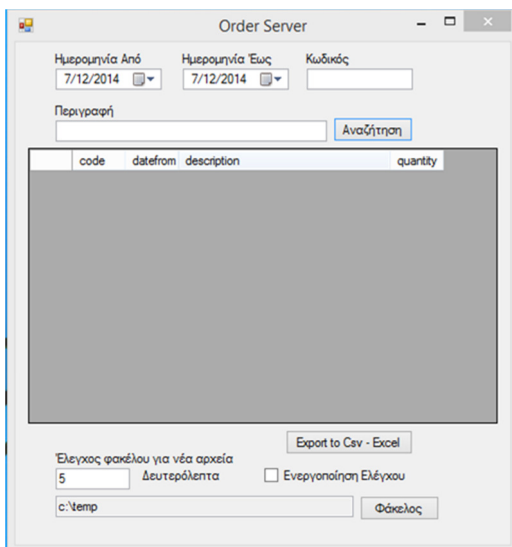 Order Server
Ημερομηνία Από Ημερομηνία Έως Κωδικός
7/12/2014 7/12/2014
Περιγραφή
Αναζήτηση
code datefrom description quantity
Export to Csv - Excel
Έλεγχος φακέλου για νέα αρχεία
5 Δευτερόλεπτα Ενεργοποίηση Ελέγχου
c:\temp Φάκελος